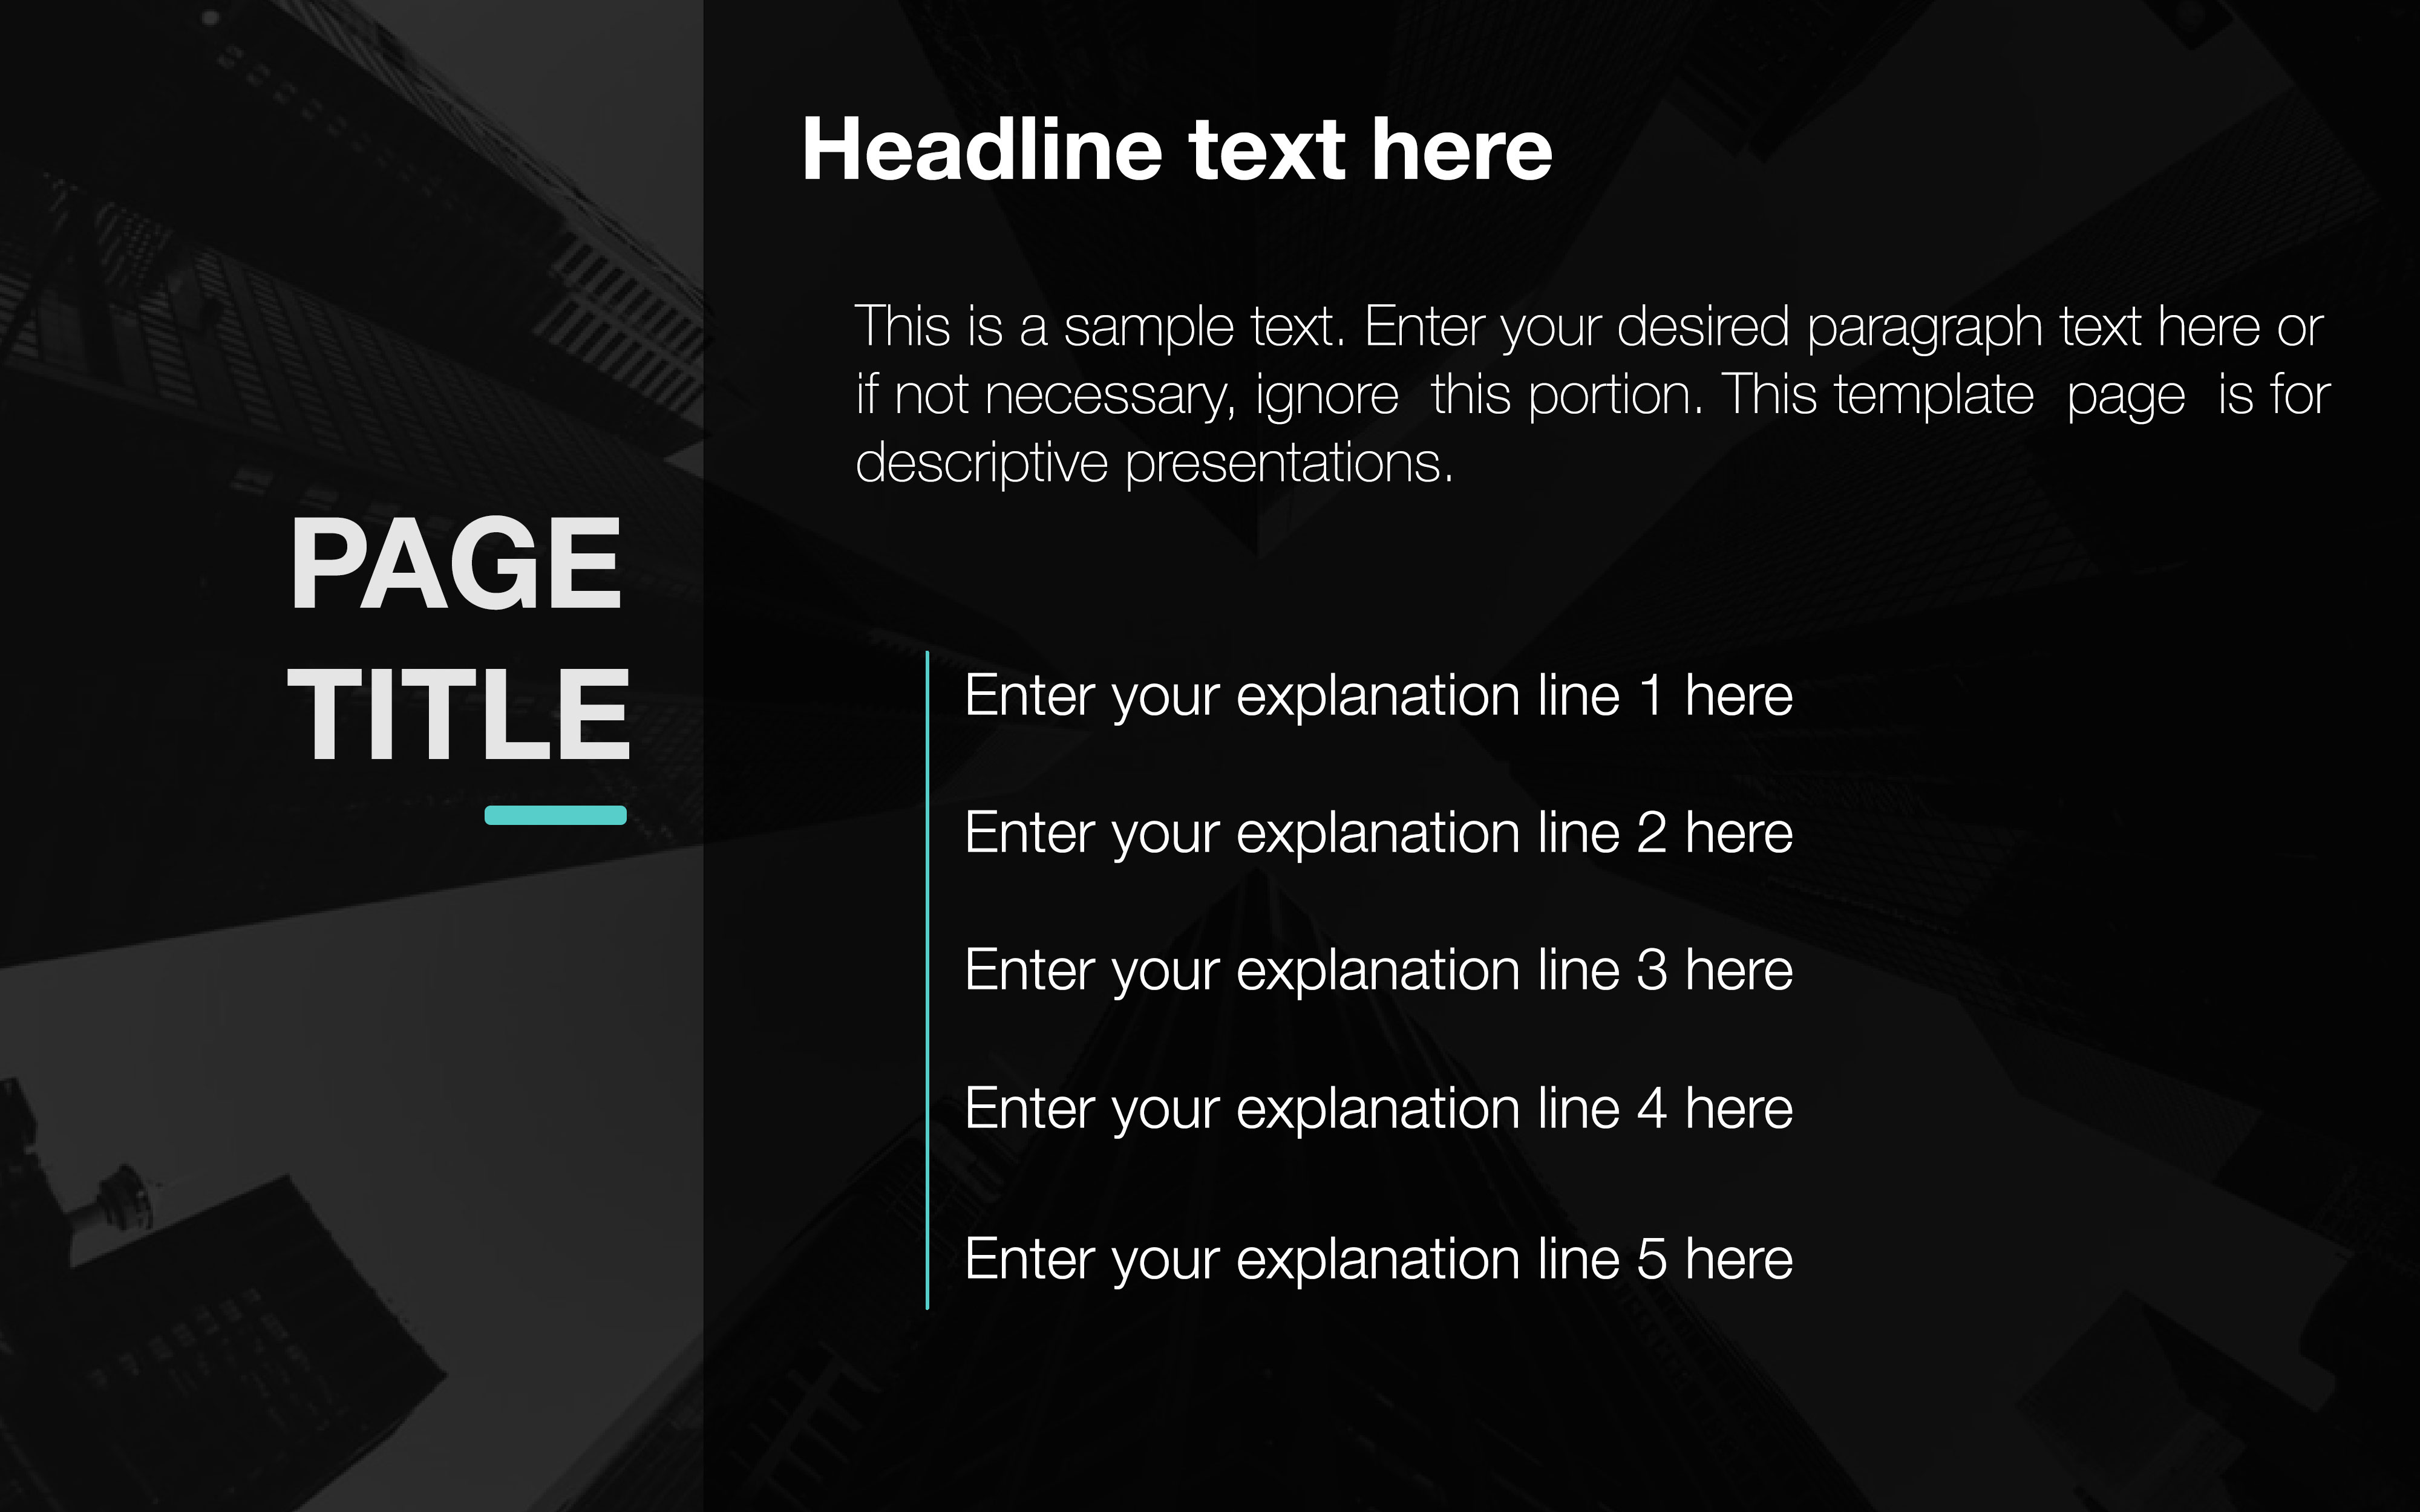 PAGE
TITLE
Headline text here
This is a sample text. Enter your desired paragraph text here or
if not necessary, ignore  this portion. This template  page  is for
descriptive presentations.
Enter your explanation line 1 here
Enter your explanation line 2 here
Enter your explanation line 3 here
Enter your explanation line 4 here
Enter your explanation line 5 here